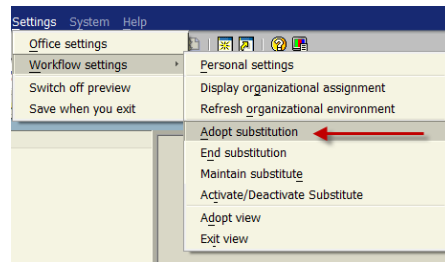 Settings System Help
Office settings
Workflow settings
Switch off preview
Save when you exit
Personal settings
Display organizational assignment
Refresh organizational environment
Adopt substitution
End substitution
Maintain substitute
Activate/Deactivate Substitute
Adopt view
Exit view